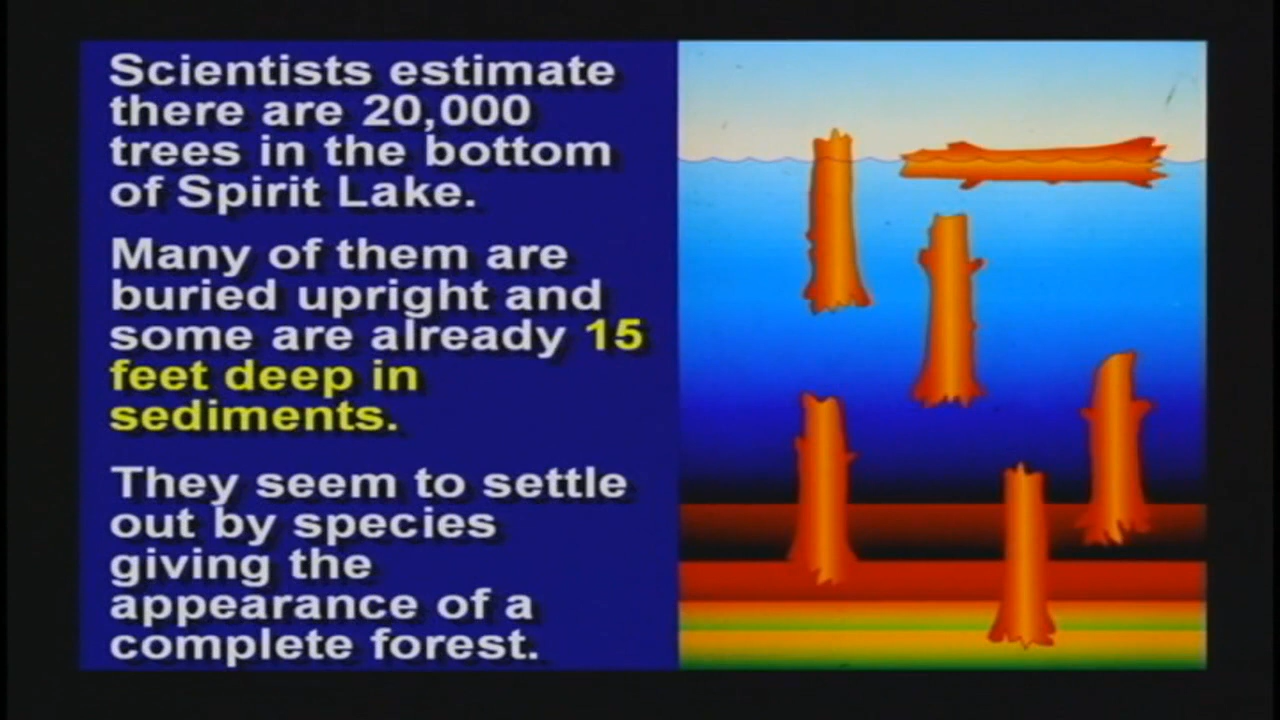 Scientists estimate
there are 20,000
trees in the bottom
of Spirit Lake.
Many of them are
buried upright and
some are already 15
feet deep in
sediments.
They seem to settle
out by species
giving the
appearance of a
complete forest.